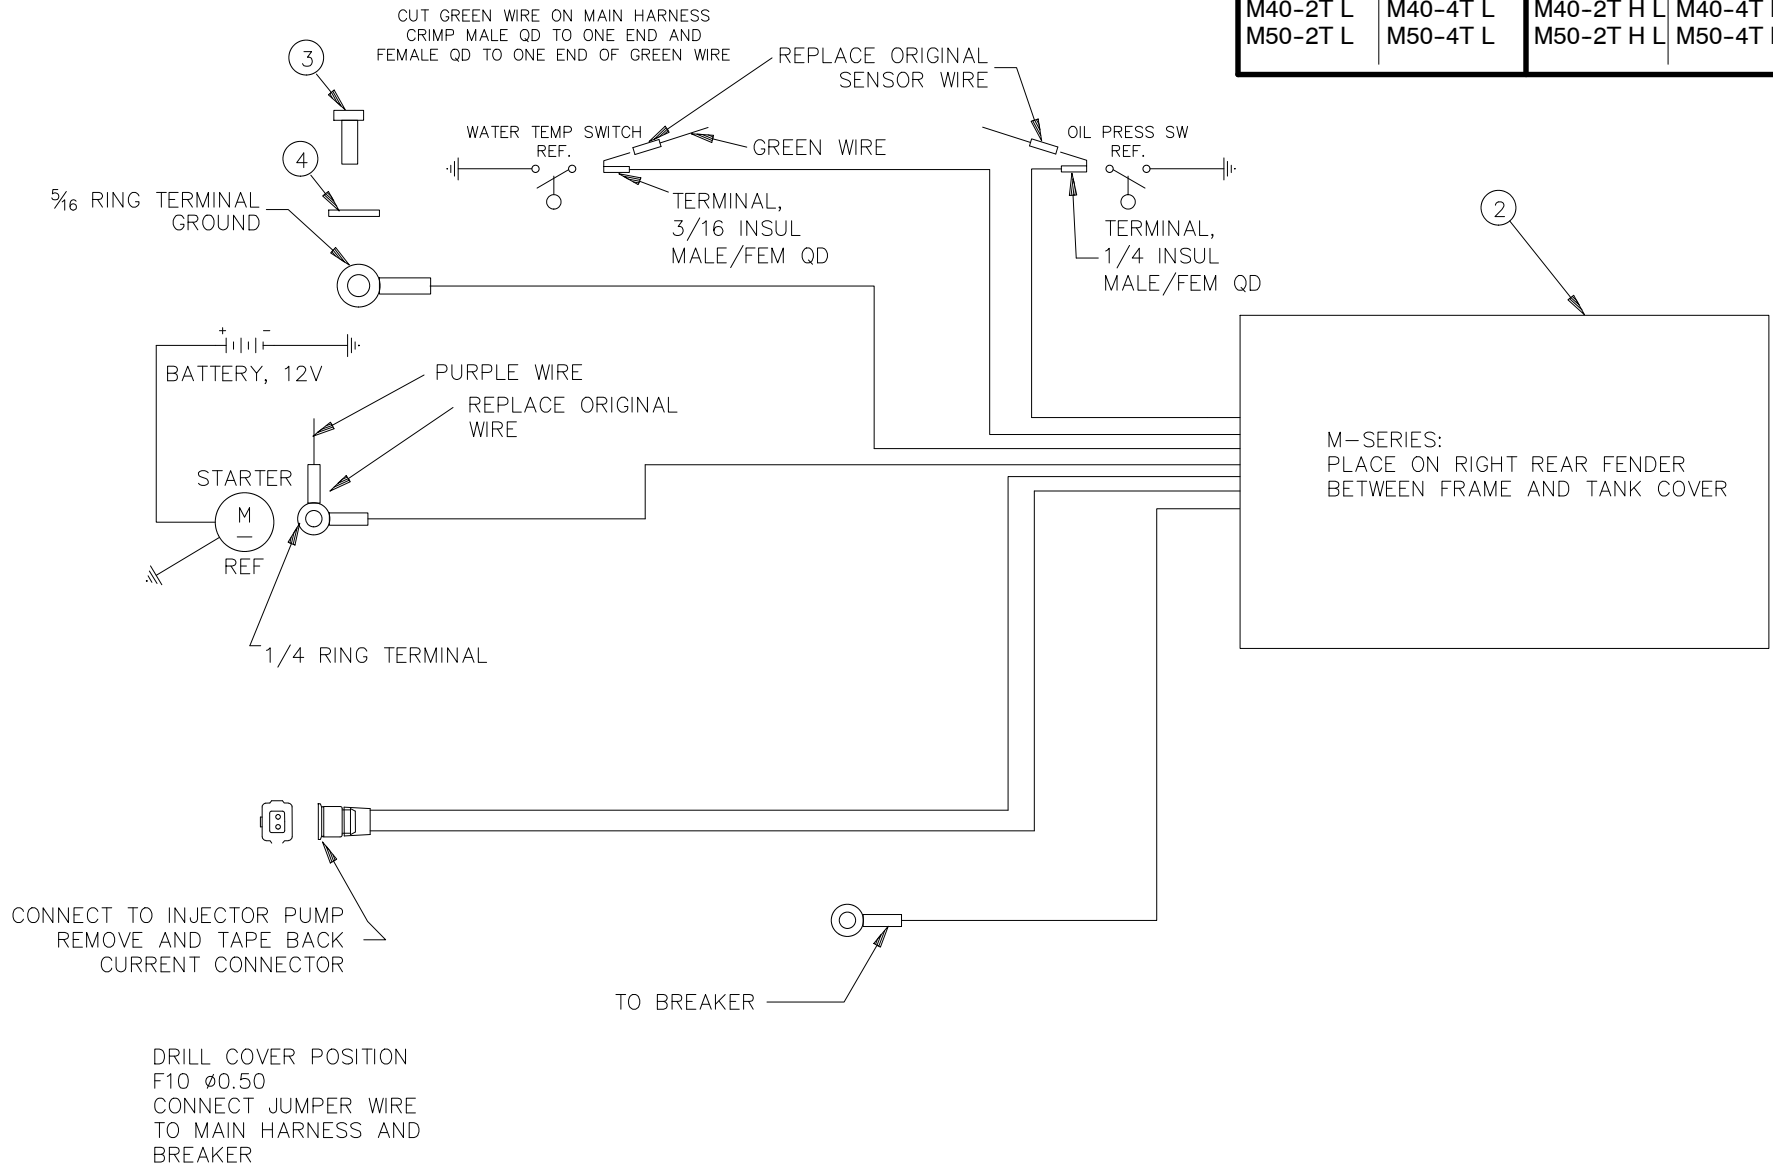 CUT GREEN WIRE ON MAIN HARNESS
CRIMP MALE QD TO ONE END AND
FEMALE QD TO ONE END OF GREEN WIRE
M40-2T L M40-4T L M40-2T H L M40-4T
M50-2T L M50-4T L M50-2T H L M50-4T
3
REPLACE ORIGINAL
SENSOR WIRE
WATER TEMP SWITCH
REF.
GREEN WIRE
OIL PRESS SW
REF.
4
5/16 RING TERMINAL
GROUND
TERMINAL,
3/16 INSUL
MALE/FEM QD
TERMINAL,
1/4 INSUL
MALE/FEM QD
2
+ −
BATTERY, 12V
PURPLE WIRE
REPLACE ORIGINAL
WIRE
STARTER
M
REF
1/4 RING TERMINAL
M-SERIES:
PLACE ON RIGHT REAR FENDER
BETWEEN FRAME AND TANK COVER
CONNECT TO INJECTOR PUMP
REMOVE AND TAPE BACK
CURRENT CONNECTOR
TO BREAKER
DRILL COVER POSITION
F10 ø0.50
CONNECT JUMPER WIRE
TO MAIN HARNESS AND
BREAKER